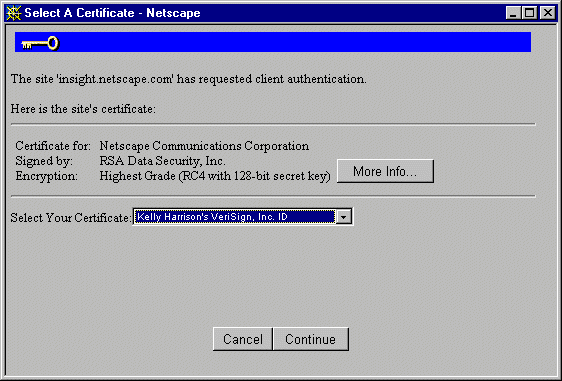 Select A Certificate - Netscape
The site 'insight.netscape.com' has requested client authentication.
Here is the site's certificate:
Certificate for: Netscape Communications Corporation
Signed by: RSA Data Security, Inc.
Encryption: Highest Grade (RC4 with 128-bit secret key) More Info...
Select Your Certificate: Kelly Harrison's VeriSign, Inc. ID
Cancel Continue